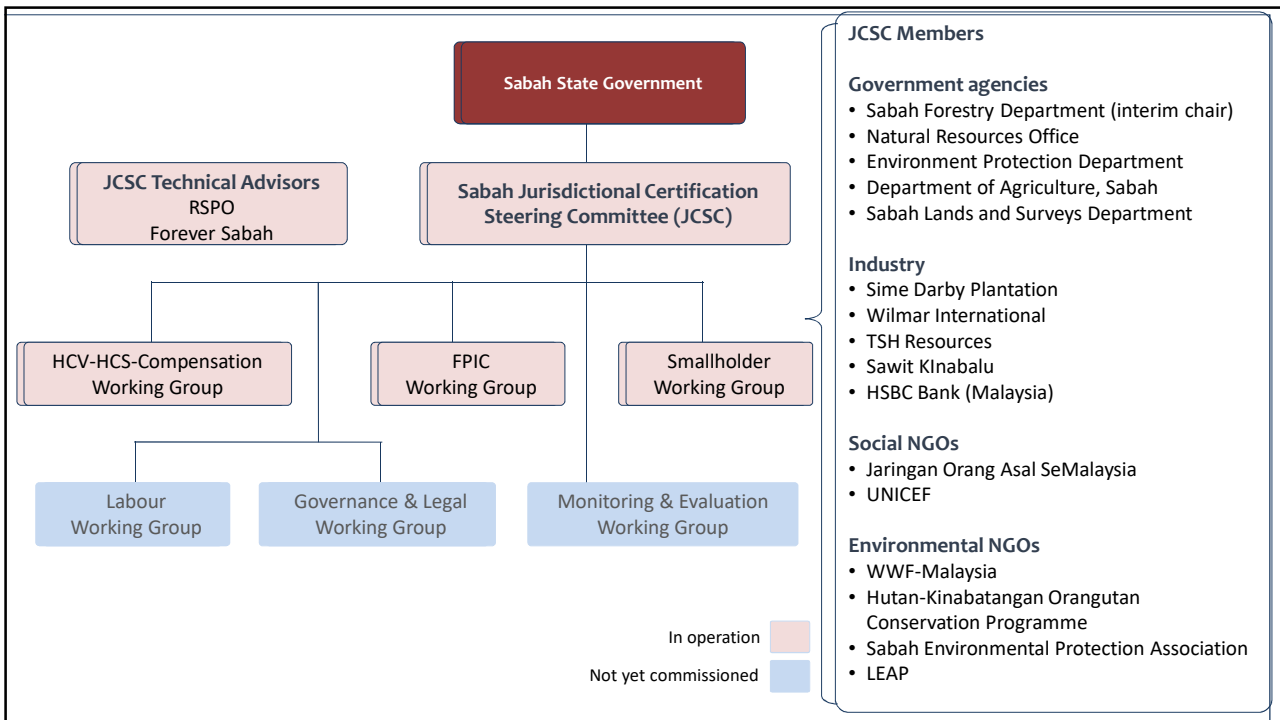 Sabah State Government
JCSC Technical Advisors
RSPO
Forever Sabah
Sabah Jurisdictional Certification
Steering Committee (JCSC)
HCV-HCS-Compensation
Working Group
FPIC
Working Group
Smallholder
Working Group
Labour
Working Group
Governance & Legal
Working Group
Monitoring & Evaluation
Working Group
In operation
Not yet commissioned
JCSC Members
Government agencies
• Sabah Forestry Department (interim chair)
• Natural Resources Office
• Environment Protection Department
• Department of Agriculture, Sabah
• Sabah Lands and Surveys Department
Industry
• Sime Darby Plantation
• Wilmar International
• TSH Resources
• Sawit KInabalu
• HSBC Bank (Malaysia)
Social NGOs
• Jaringan Orang Asal SeMalaysia
• UNICEF
Environmental NGOs
• WWF-Malaysia
• Hutan-Kinabatangan Orangutan
Conservation Programme
• Sabah Environmental Protection Association
• LEAP